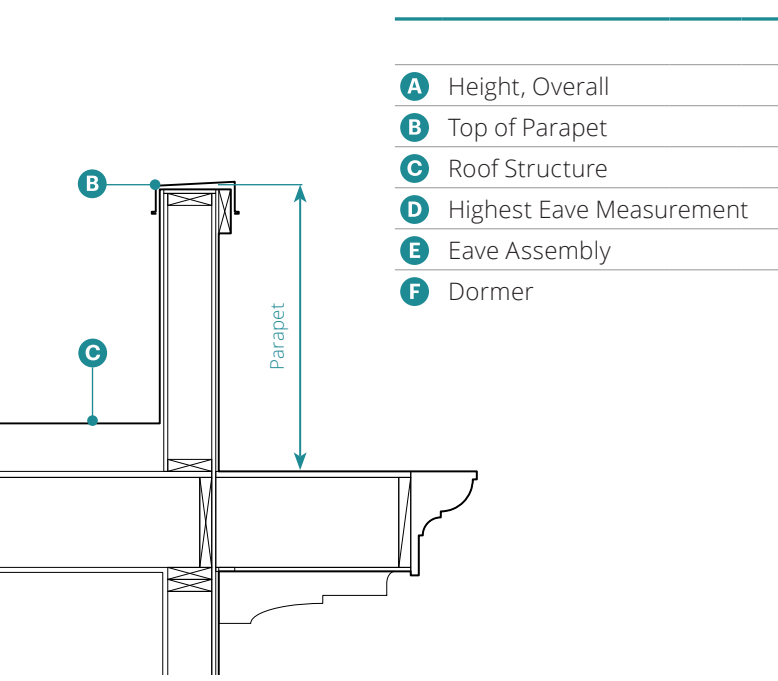 A Height, Overall
B Top of Parapet
C Roof Structure
D Highest Eave Measurement
E Eave Assembly
F Dormer
B
Parapet
C